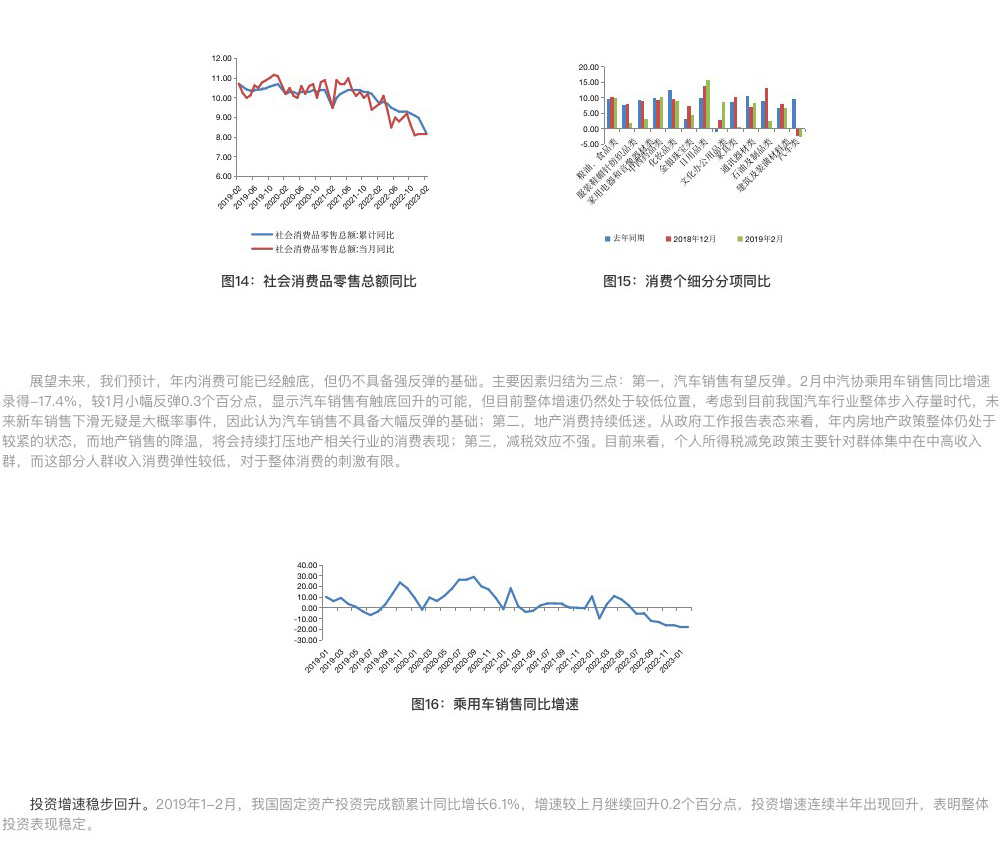 12.00
11.00
10.00
9.00
8.00
7.00
6.00
2019-02
2019-06
2019-10
2020-02
2020-06
2020-10
2021-02
2021-06
2021-10
2022-02
2022-06
2022-10
2023-02
社会消费品零售总额:累计同比
社会消费品零售总额:当月同比
图14：社会消费品零售总额同比
20.00
15.00
10.00
5.00
0.00
-5.00
粮油、食品类
服装鞋帽针纺织品类
家用电器和音像器材类
中西药品类
化妆品类
金银珠宝类
日用品类
文化办公用品类
家具类
通讯器材类
石油及制品类
建筑及装潢材料类
汽车类
去年同期
2018年12月
2019年2月
图15：消费个细分分项同比
展望未来，我们预计，年内消费可能已经触底，但仍不具备强反弹的基础。主要因素归结为三点：第一，汽车销售有望反弹。2月中汽协乘用车销售同比增速
录得-17.4%，较1月小幅反弹0.3个百分点，显示汽车销售有触底回升的可能，但目前整体增速仍然处于较低位置，考虑到目前我国汽车行业整体步入存量时代，未
来新车销售下滑无疑是大概率事件，因此认为汽车销售不具备大幅反弹的基础；第二，地产消费持续低迷。从政府工作报告表态来看，年内房地产政策整体仍处于
较紧的状态，而地产销售的降温，将会持续打压地产相关行业的消费表现；第三，减税效应不强。目前来看，个人所得税减免政策主要针对群体集中在中高收入
群，而这部分人群收入消费弹性较低，对于整体消费的刺激有限。
40.00
30.00
20.00
10.00
0.00
-10.00
-20.00
-30.00
2019-01
2019-03
2019-05
2019-07
2019-09
2019-11
2020-01
2020-03
2020-05
2020-07
2020-09
2020-11
2021-01
2021-03
2021-05
2021-07
2021-09
2021-11
2022-01
2022-03
2022-05
2022-07
2022-09
2022-11
2023-01
图16：乘用车销售同比增速
投资增速稳步回升。2019年1-2月，我国固定资产投资完成额累计同比增长6.1%，增速较上月继续回升0.2个百分点，投资增速连续半年出现回升，表明整体
投资表现稳定。